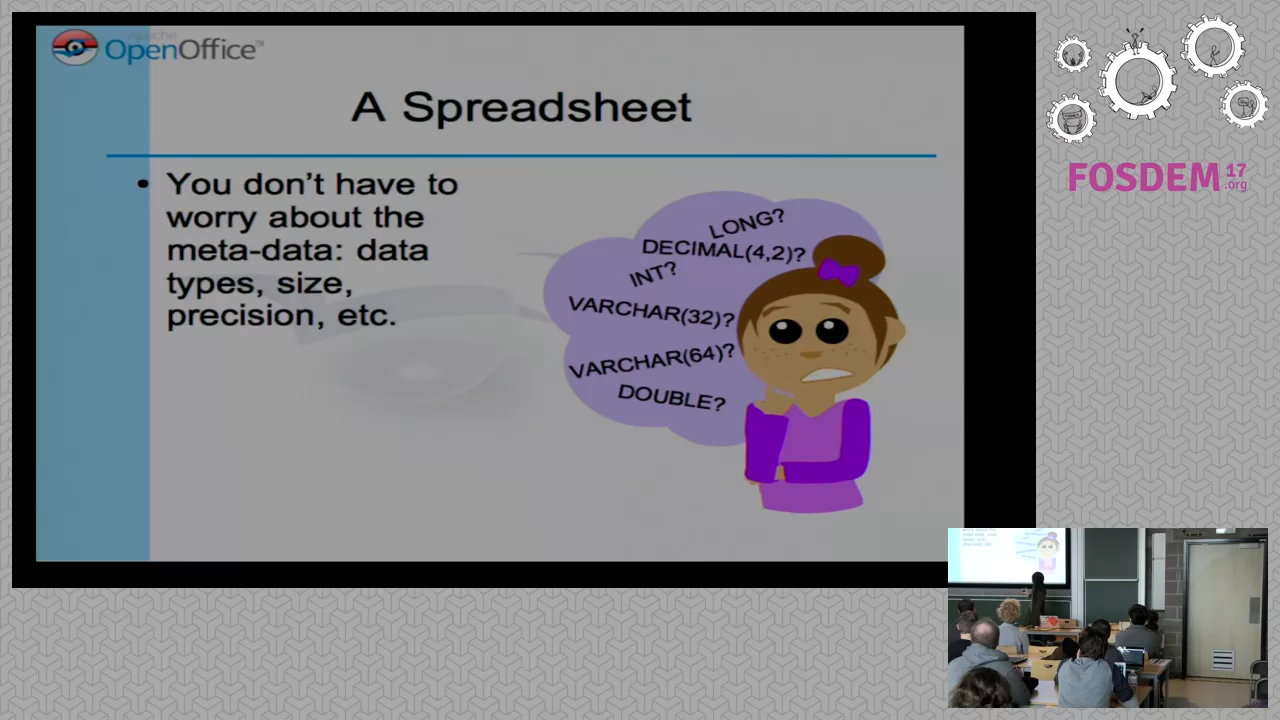 Apache
OpenOffice™
A Spreadsheet
• You don't have to
worry about the
meta-data: data
types, size,
precision, etc.
LONG?
DECIMAL(4,2)?
INT?
VARCHAR(32)?
VARCHAR(64)?
DOUBLE?
FOSDEM 17
.org